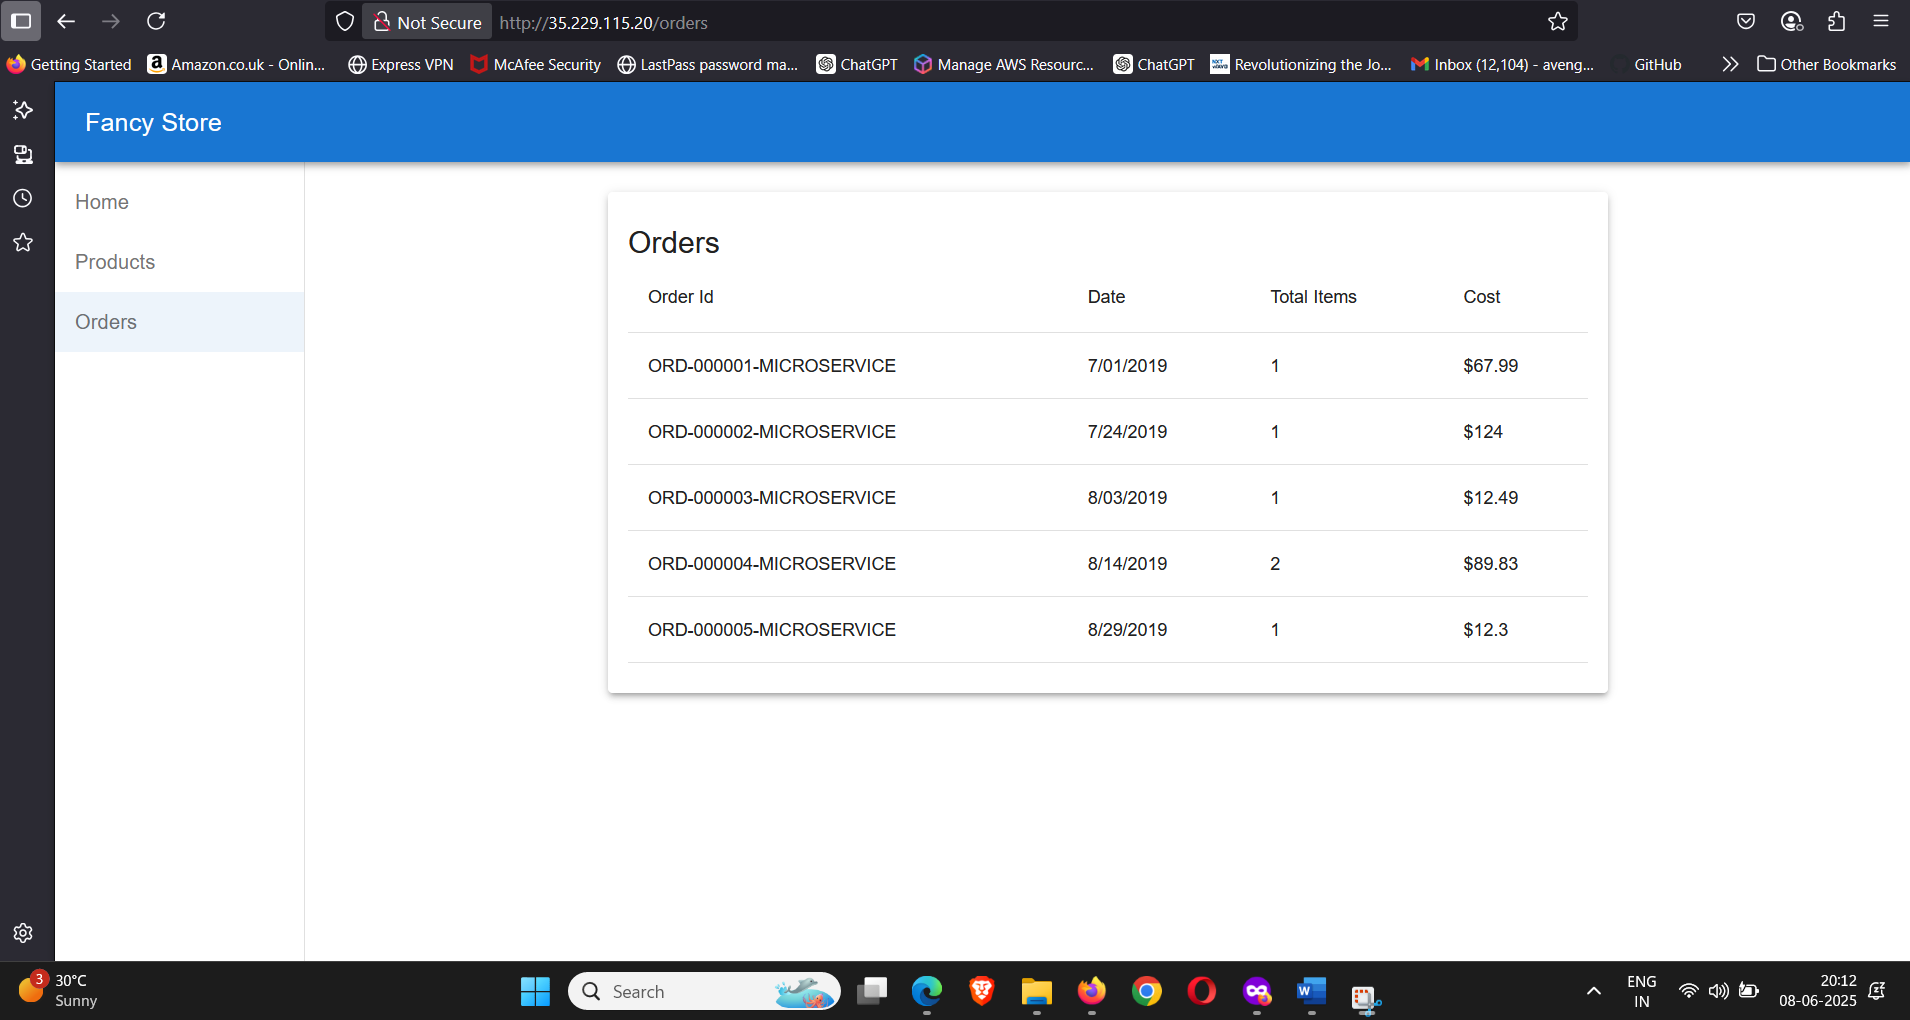 Not Secure http://35.229.115.20/orders
Getting Started Amazon.co.uk - Onlin... Express VPN McAfee Security LastPass password ma... ChatGPT Manage AWS Resourc... ChatGPT Revolutionizing the Jo... Inbox (12,104) - aveng... GitHub Other Bookmarks
Fancy Store
Home
Products
Orders
Orders
Order Id Date Total Items Cost
ORD-000001-MICROSERVICE 7/01/2019 1 $67.99
ORD-000002-MICROSERVICE 7/24/2019 1 $124
ORD-000003-MICROSERVICE 8/03/2019 1 $12.49
ORD-000004-MICROSERVICE 8/14/2019 2 $89.83
ORD-000005-MICROSERVICE 8/29/2019 1 $12.3
3 30°C
Sunny
Search
ENG
IN
20:12
08-06-2025